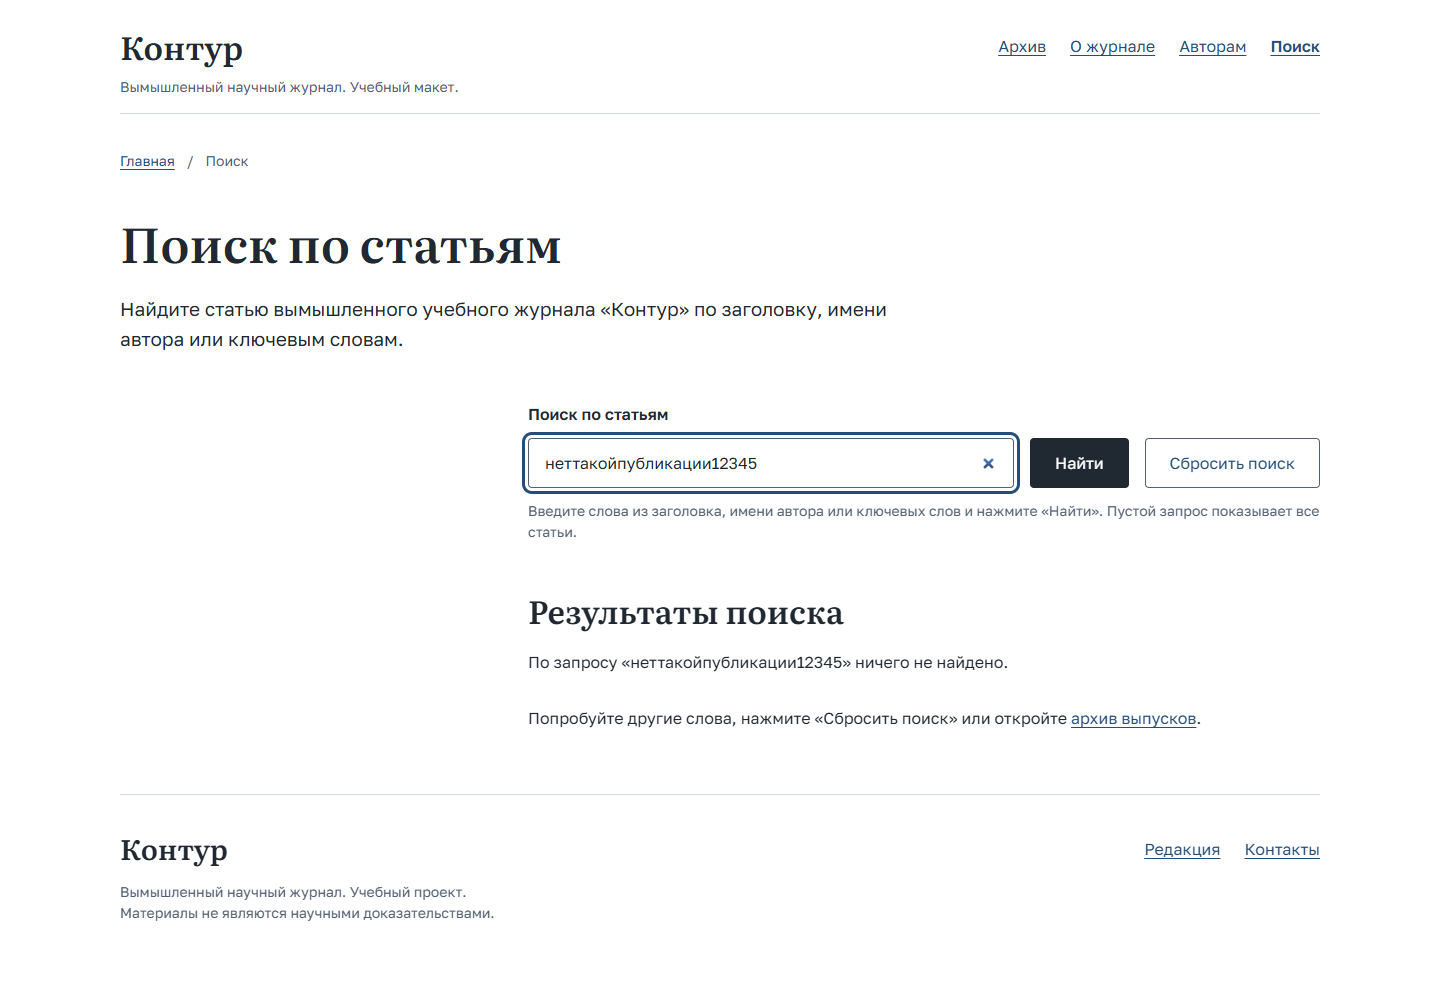 Контур
Архив О журнале Авторам Поиск
Вымышленный научный журнал. Учебный макет.
Главная / Поиск
Поиск по статьям
Найдите статью вымышленного учебного журнала «Контур» по заголовку, имени
автора или ключевым словам.
Поиск по статьям
неттакойпубликации12345
Найти
Сбросить поиск
Введите слова из заголовка, имени автора или ключевых слов и нажмите «Найти». Пустой запрос показывает все
статьи.
Результаты поиска
По запросу «неттакойпубликации12345» ничего не найдено.
Попробуйте другие слова, нажмите «Сбросить поиск» или откройте архив выпусков.
Контур
Редакция Контакты
Вымышленный научный журнал. Учебный проект.
Материалы не являются научными доказательствами.